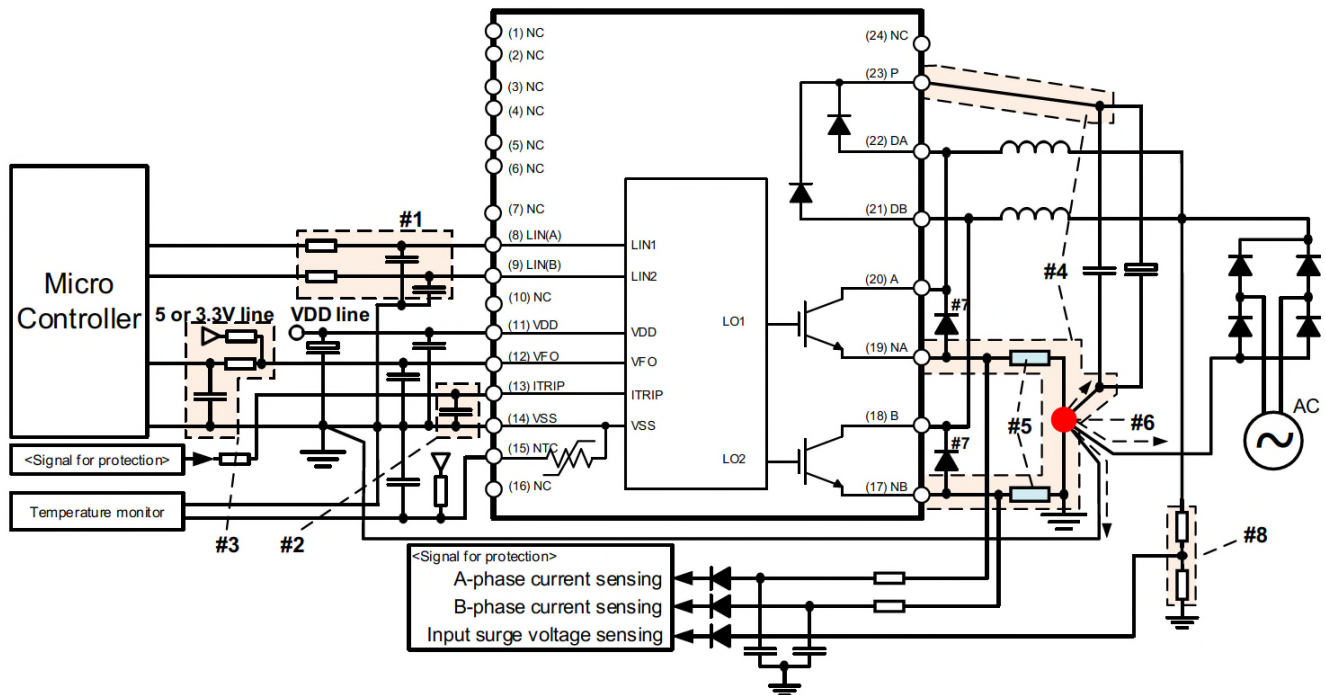 (1) NC
(2) NC
(3) NC
(4) NC
(5) NC
(6) NC
(7) NC
(8) LIN(A)
(9) LIN(B)
(10) NC
(11) VDD
(12) VFO
(13) ITRIP
(14) VSS
(15) NTC
(16) NC
(24) NC
(23) P
(22) DA
(21) DB
(20) A
(19) NA
(18) B
(17) NB
LIN1
LIN2
VDD
VFO
ITRIP
VSS
LO1
LO2
Micro
Controller
#1
5 or 3.3V line
VDD line
<Signal for protection>
Temperature monitor
#3
#2
#4
#7
#5
#6
#7
AC
#8
<Signal for protection>
A-phase current sensing
B-phase current sensing
Input surge voltage sensing